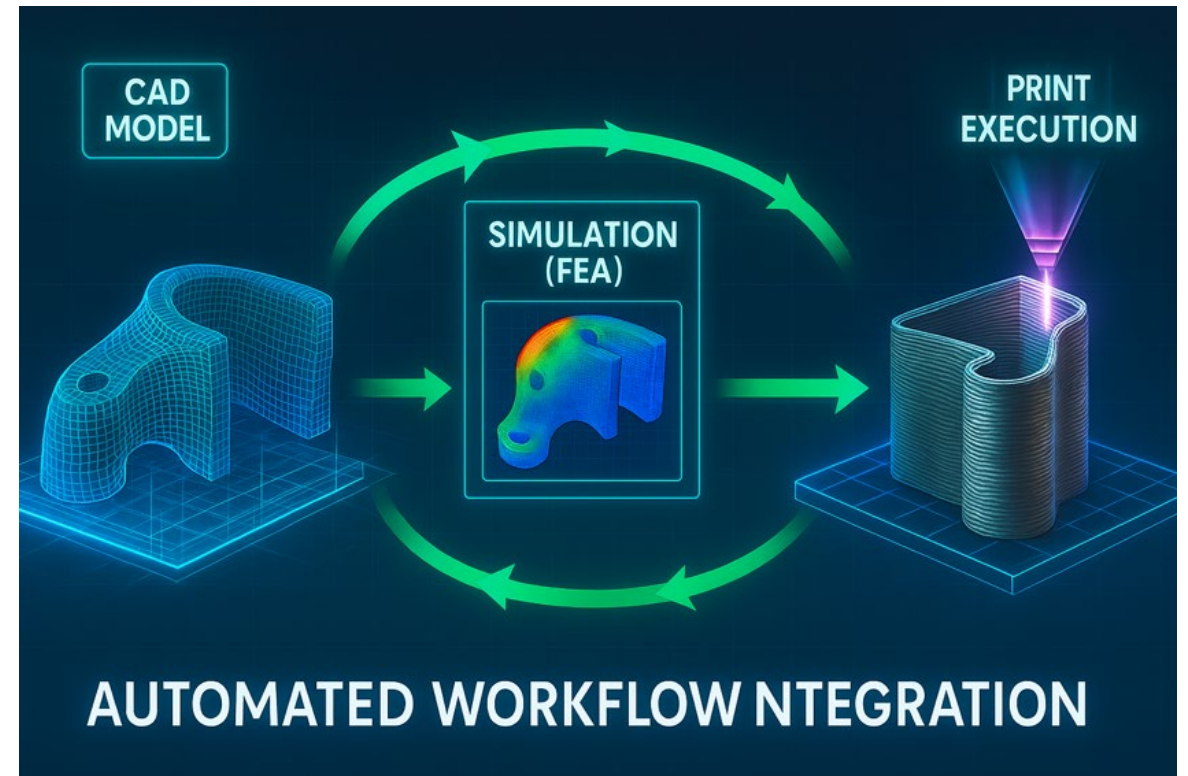 CAD
MODEL
PRINT
EXECUTION
SIMULATION
(FEA)
AUTOMATED WORKFLOW NTEGRATION